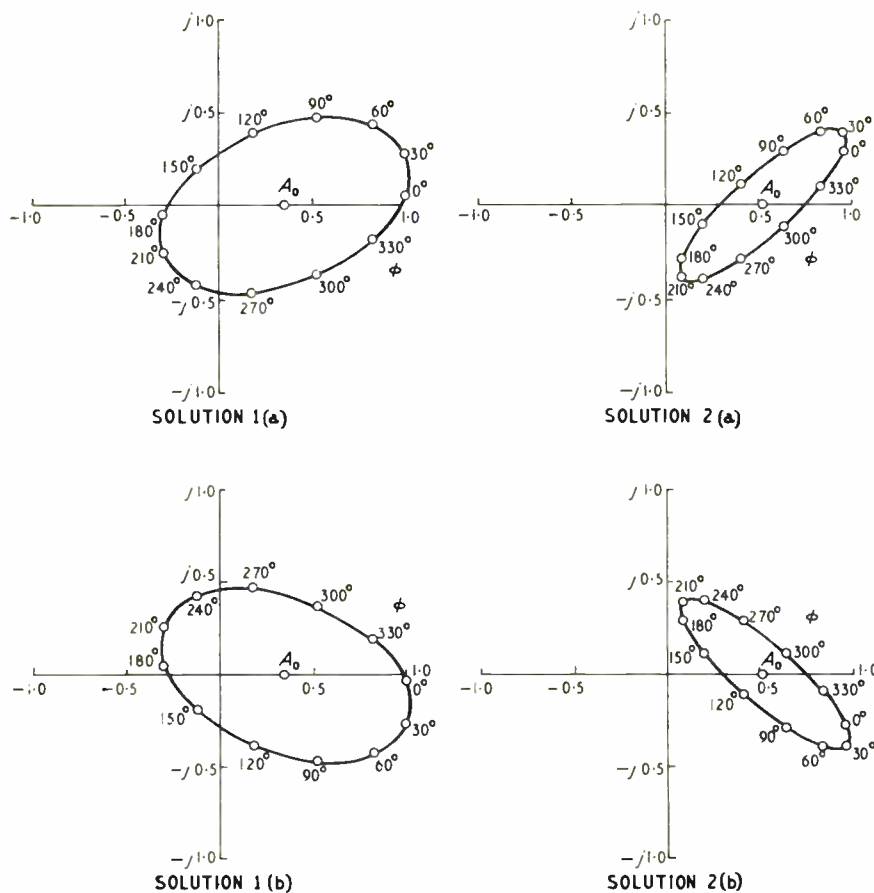 j1.0
j0.5
120°
90°
60°
150°
30°
A₀
0°
-1.0
-0.5
0.5
1.0
180°
330°
210°
φ
300°
240°
-j0.5
270°
-j1.0
SOLUTION 1(a)
j1.0
j0.5
60°
30°
90°
0°
120°
A₀
330°
-1.0
-0.5
150°
0.5
1.0
300°
180°
φ
270°
210°
240°
-j0.5
-j1.0
SOLUTION 2(a)
j1.0
j0.5
270°
240°
300°
φ
210°
330°
180°
A₀
1.0
-1.0
-0.5
0.5
0°
150°
30°
120°
60°
90°
-j0.5
-j1.0
SOLUTION 1(b)
j1.0
j0.5
210°
240°
270°
φ
180°
300°
150°
A₀
1.0
-1.0
-0.5
0.5
330°
120°
0°
90°
60°
30°
-j0.5
-j1.0
SOLUTION 2(b)